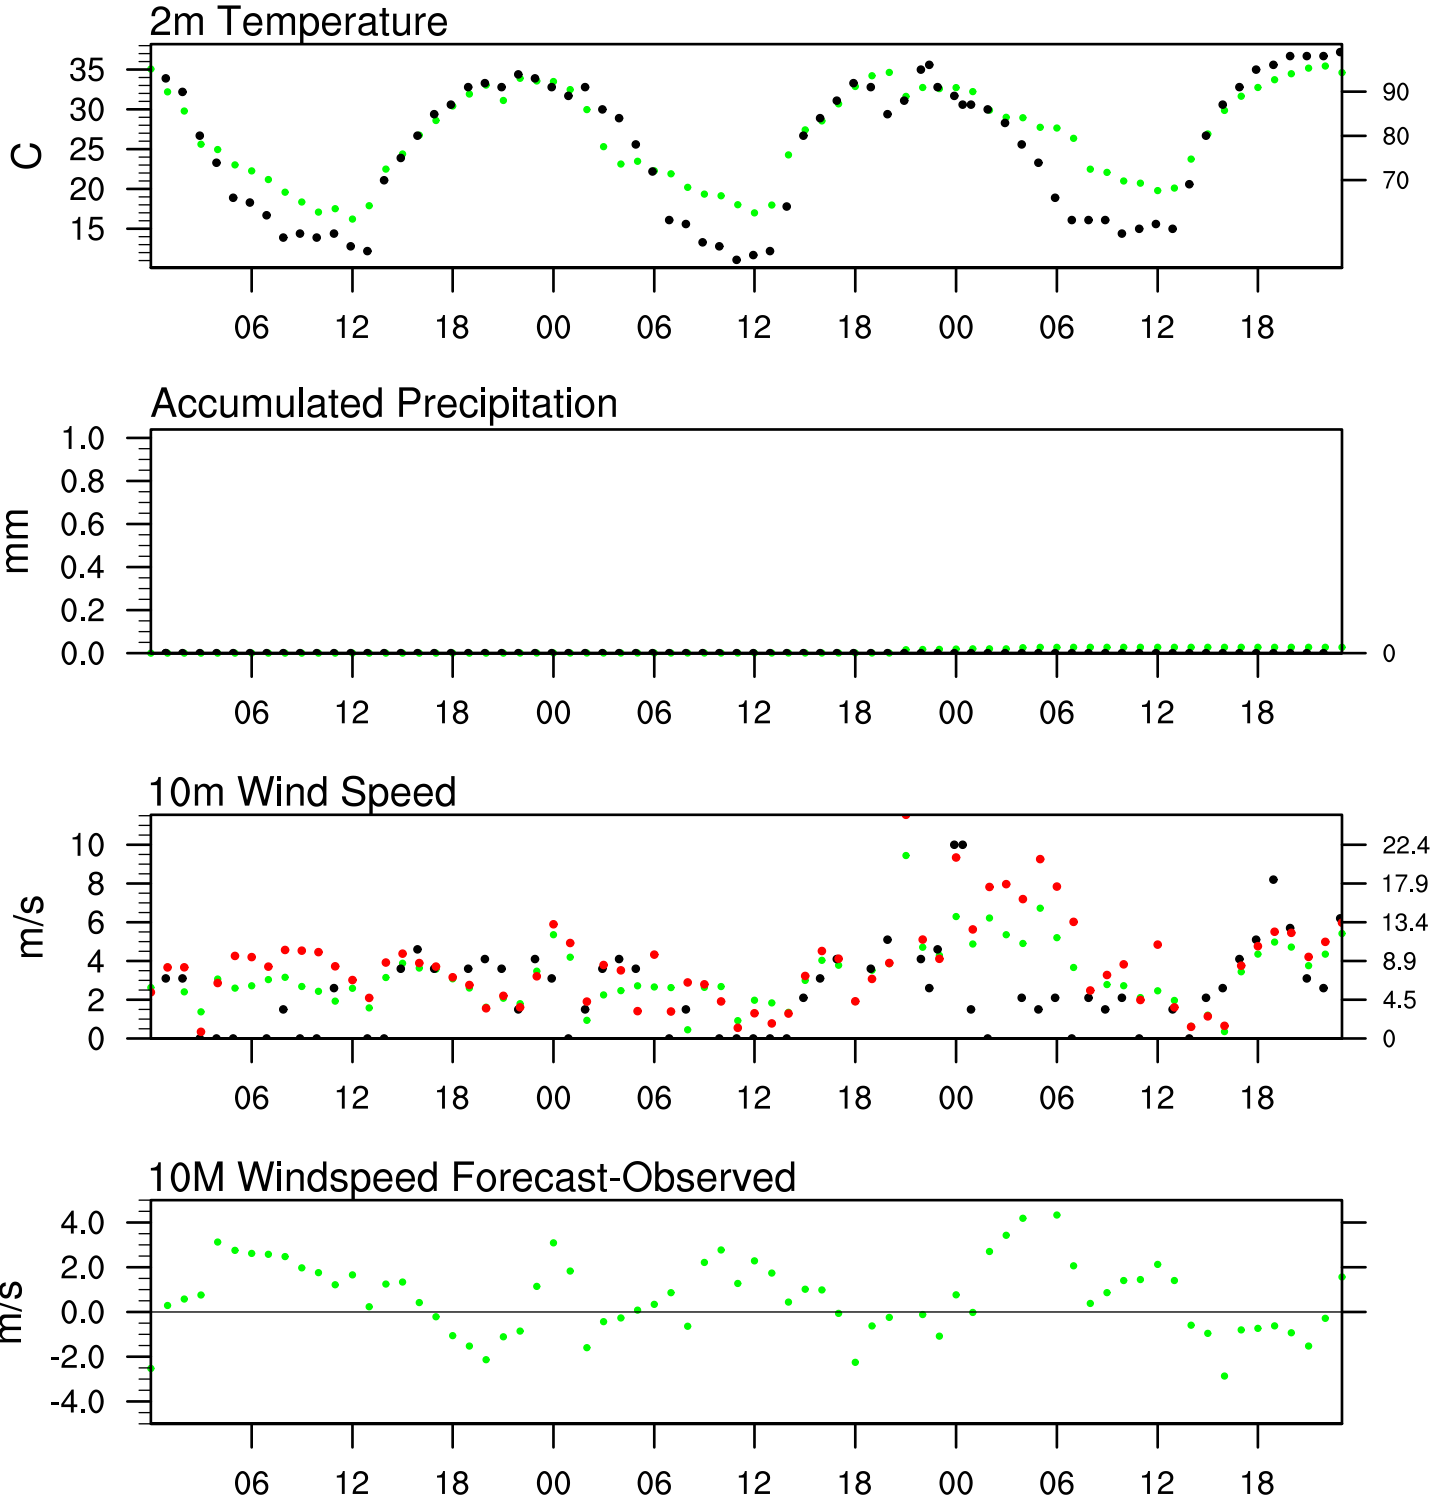 2m Temperature
35
30
25
20
15
C
90
80
70
06 12 18 00 06 12 18 00 06 12 18
Accumulated Precipitation
1.0
0.8
0.6
0.4
0.2
0.0
mm
0
06 12 18 00 06 12 18 00 06 12 18
10m Wind Speed
10
8
6
4
2
0
m/s
22.4
17.9
13.4
8.9
4.5
0
06 12 18 00 06 12 18 00 06 12 18
10M Windspeed Forecast-Observed
4.0
2.0
0.0
-2.0
-4.0
m/s
06 12 18 00 06 12 18 00 06 12 18